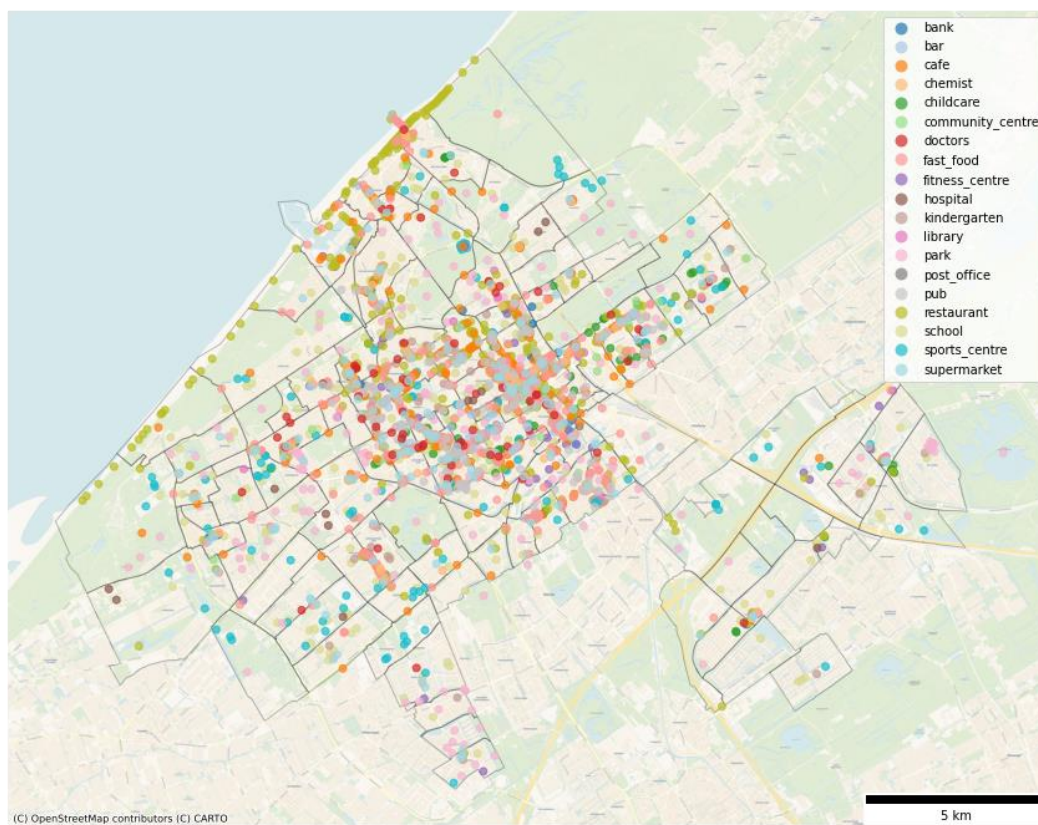 bank
bar
cafe
chemist
childcare
community_centre
doctors
fast_food
fitness_centre
hospital
kindergarten
library
park
post_office
pub
restaurant
school
sports_centre
supermarket
5 km
(C) OpenStreetMap contributors (C) CARTO